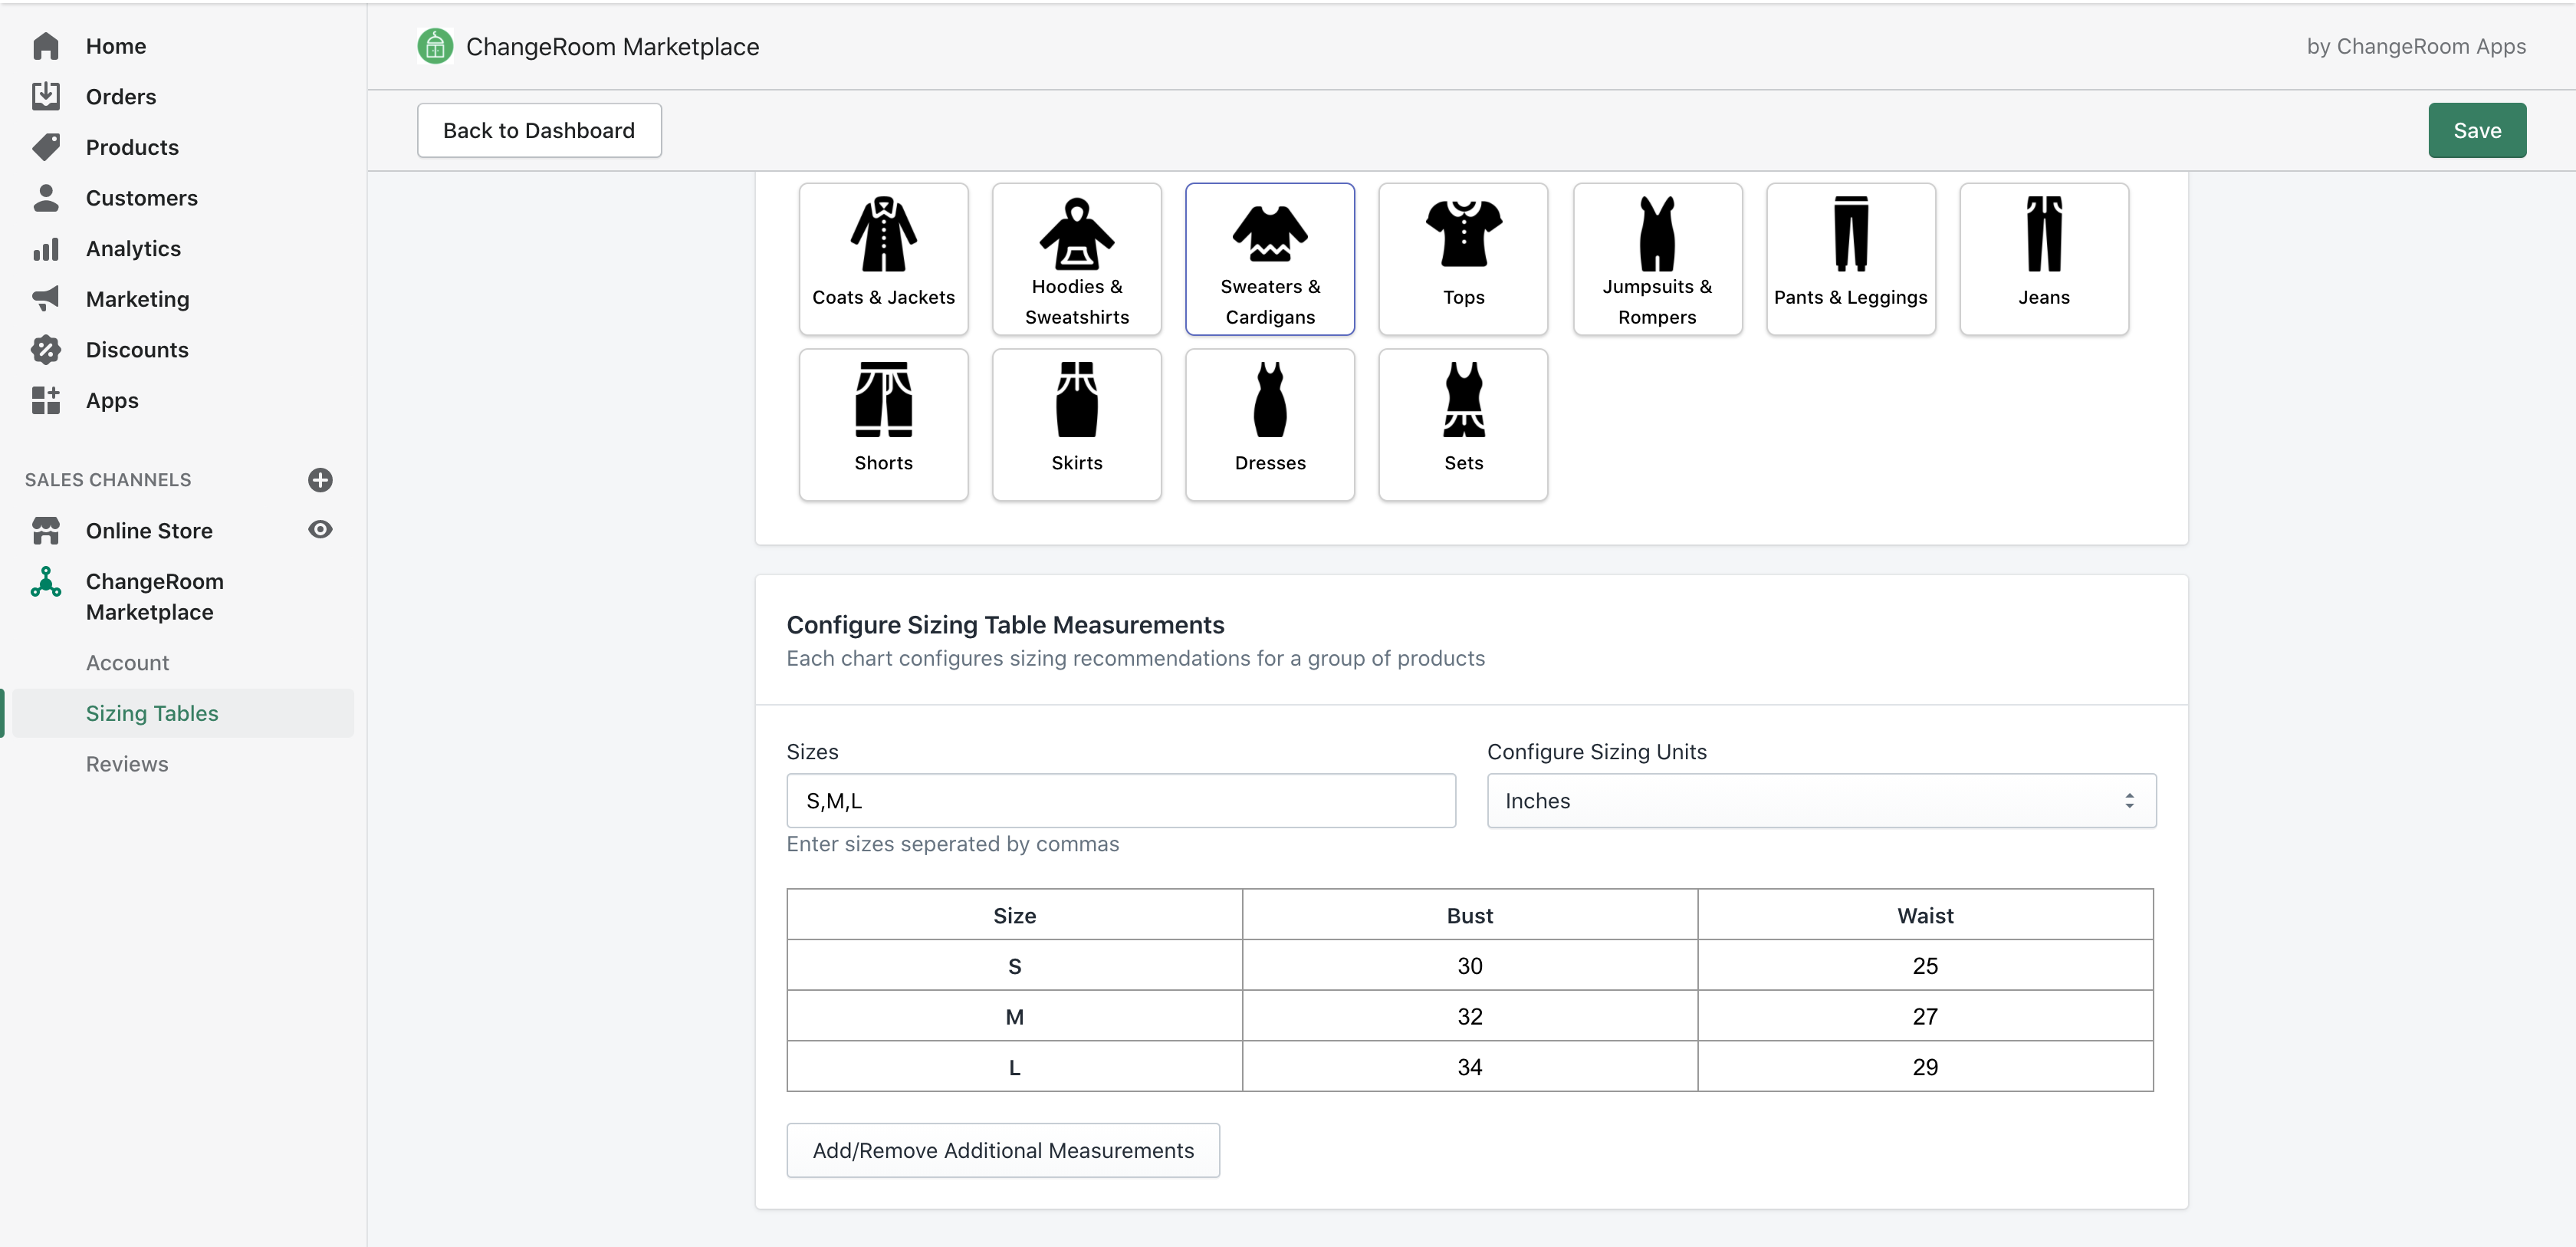 Home
Orders
Products
Customers
Analytics
Marketing
Discounts
Apps
SALES CHANNELS
Online Store
ChangeRoom
Marketplace
Account
Sizing Tables
Reviews
ChangeRoom Marketplace
by ChangeRoom Apps
Back to Dashboard
Save
Coats & Jackets
Hoodies &
Sweatshirts
Sweaters &
Cardigans
Tops
Jumpsuits &
Rompers
Pants & Leggings
Jeans
Shorts
Skirts
Dresses
Sets
Configure Sizing Table Measurements
Each chart configures sizing recommendations for a group of products
Sizes
S,M,L
Enter sizes seperated by commas
Configure Sizing Units
Inches
Size Bust Waist
S 30 25
M 32 27
L 34 29
Add/Remove Additional Measurements